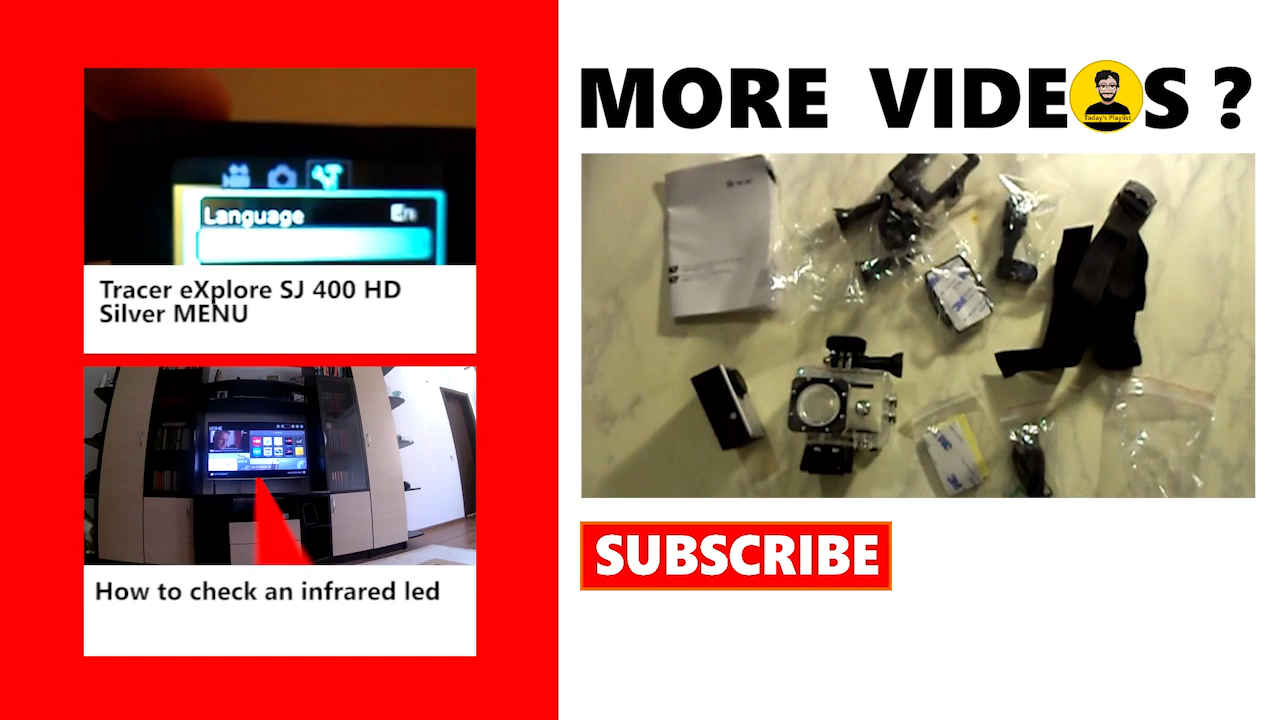 MORE VIDEOS ?
Today's Playlist
Language En
Tracer eXplore SJ 400 HD
Silver MENU
HOME
How to check an infrared led
SUBSCRIBE